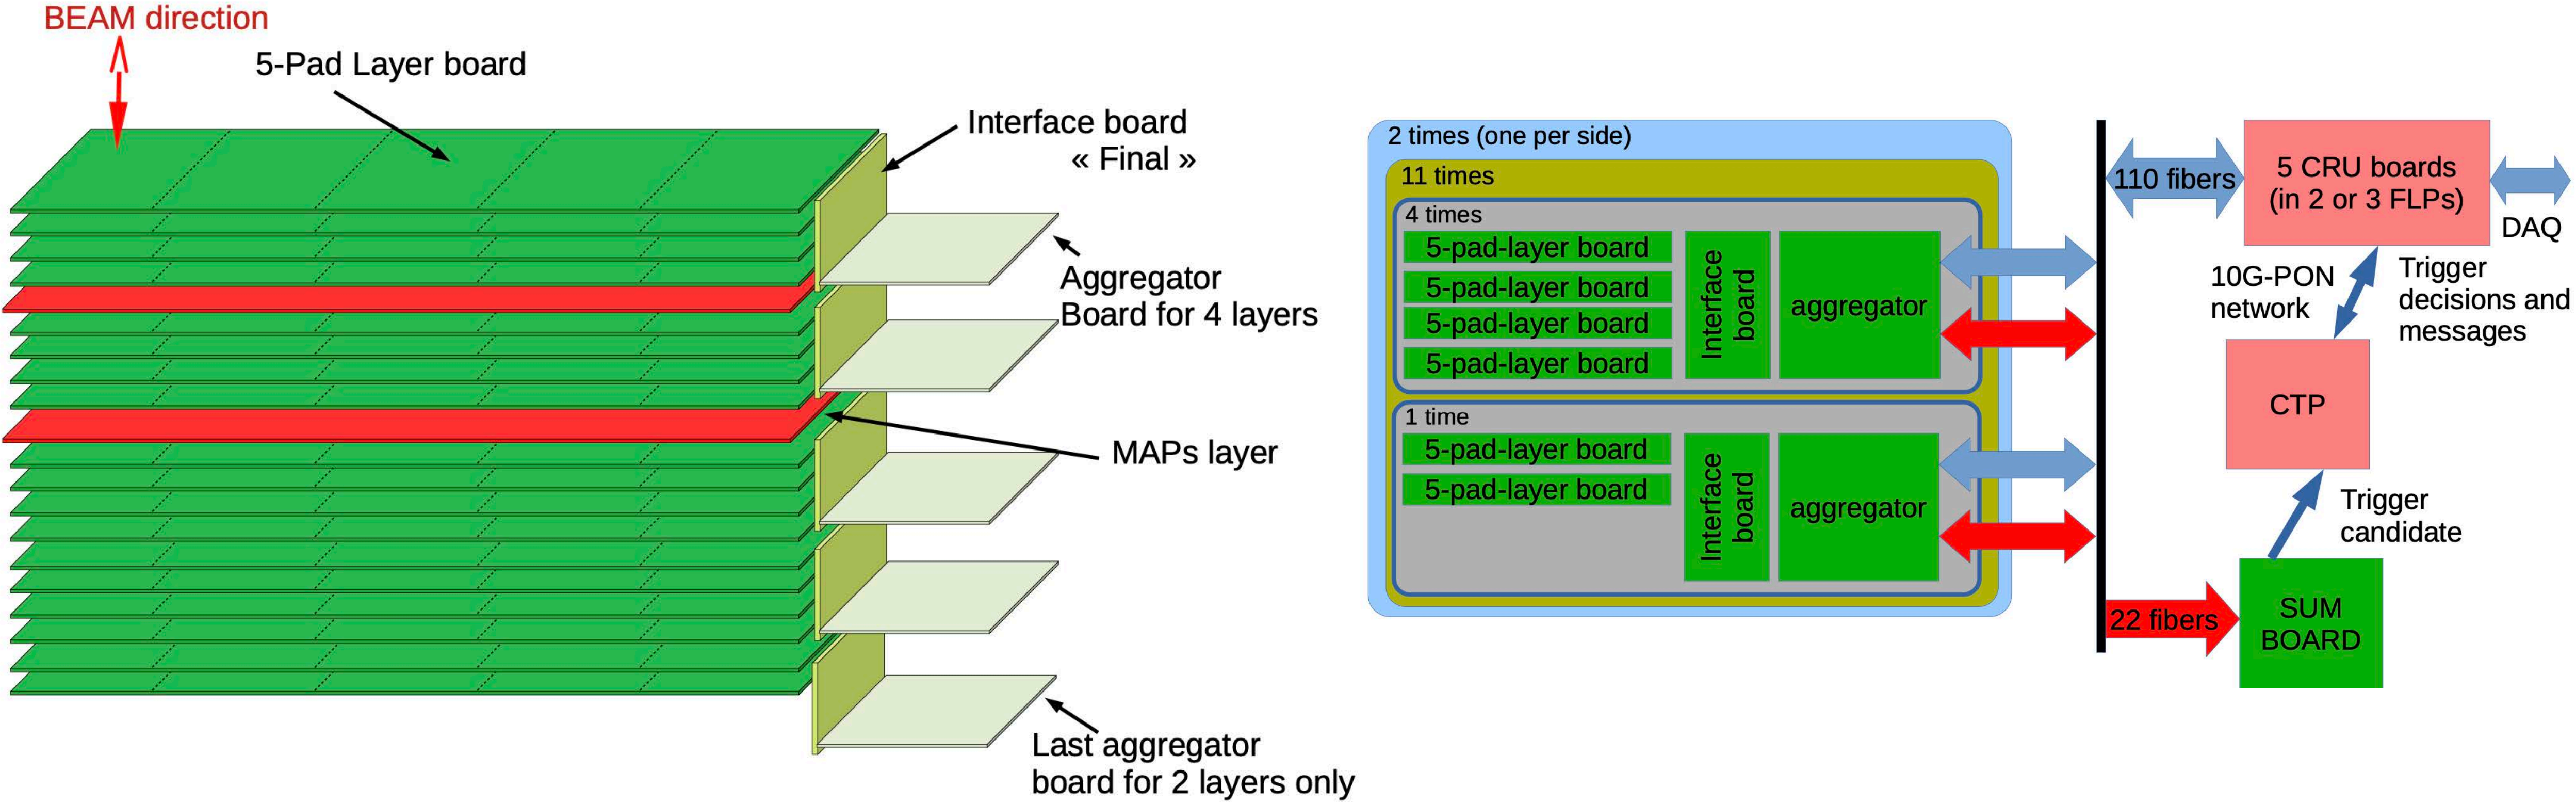 BEAM direction
5-Pad Layer board
Interface board
« Final »
Aggregator
Board for 4 layers
MAPs layer
Last aggregator
board for 2 layers only
2 times (one per side)
11 times
4 times
5-pad-layer board
5-pad-layer board
5-pad-layer board
5-pad-layer board
Interface
board
aggregator
1 time
5-pad-layer board
5-pad-layer board
Interface
board
aggregator
110 fibers
5 CRU boards
(in 2 or 3 FLPs)
DAQ
10G-PON
network
Trigger
decisions and
messages
CTP
Trigger
candidate
22 fibers
SUM
BOARD